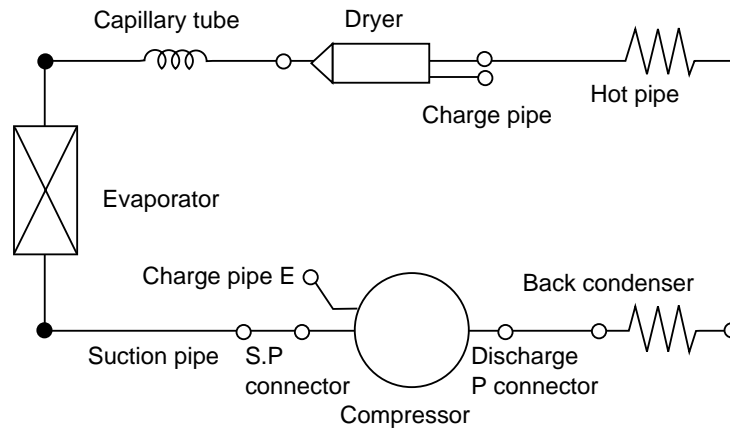 Capillary tube
Dryer
Hot pipe
Charge pipe
Evaporator
Charge pipe E
Back condenser
Suction pipe
S.P
connector
Discharge
P connector
Compressor